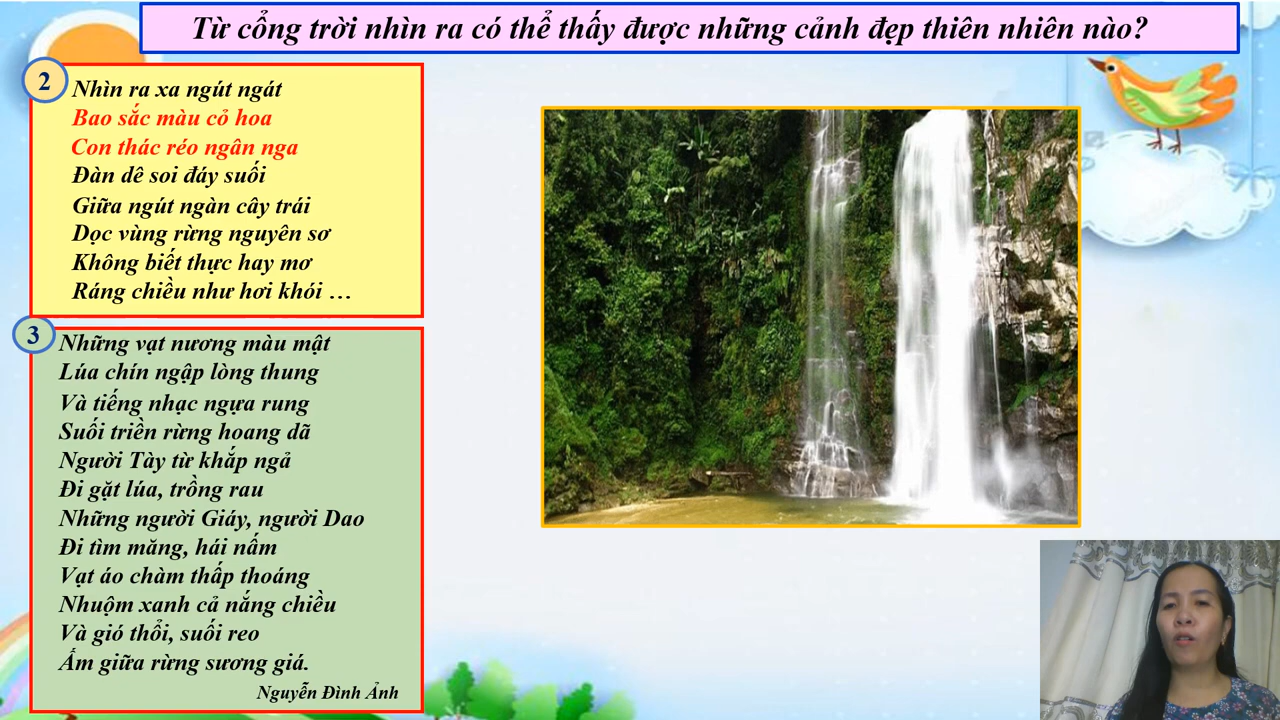 Từ cổng trời nhìn ra có thể thấy được những cảnh đẹp thiên nhiên nào?
2
Nhìn ra xa ngút ngát
Bao sắc màu cỏ hoa
Con thác réo ngân nga
Đàn dê soi đáy suối
Giữa ngút ngàn cây trái
Dọc vùng rừng nguyên sơ
Không biết thực hay mơ
Ráng chiều như hơi khói …
3
Những vạt nương màu mật
Lúa chín ngập lòng thung
Và tiếng nhạc ngựa rung
Suối triền rừng hoang dã
Người Tày từ khắp ngả
Đi gặt lúa, trồng rau
Những người Giáy, người Dao
Đi tìm măng, hái nấm
Vạt áo chàm thấp thoáng
Nhuộm xanh cả nắng chiều
Và gió thổi, suối reo
Ấm giữa rừng sương giá.
Nguyễn Đình Ảnh